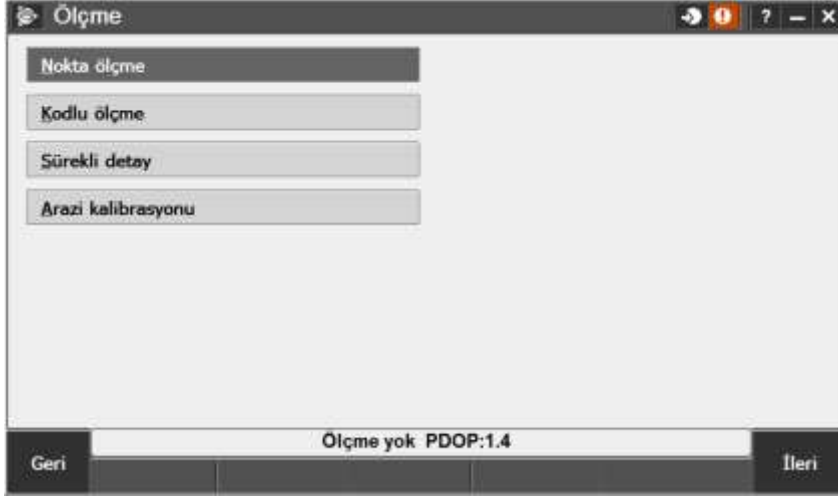 Ölçme
Nokta ölçme
Kodlu ölçme
Sürekli detay
Arazi kalibrasyonu
Ölçme yok PDOP:1.4
Geri
İleri